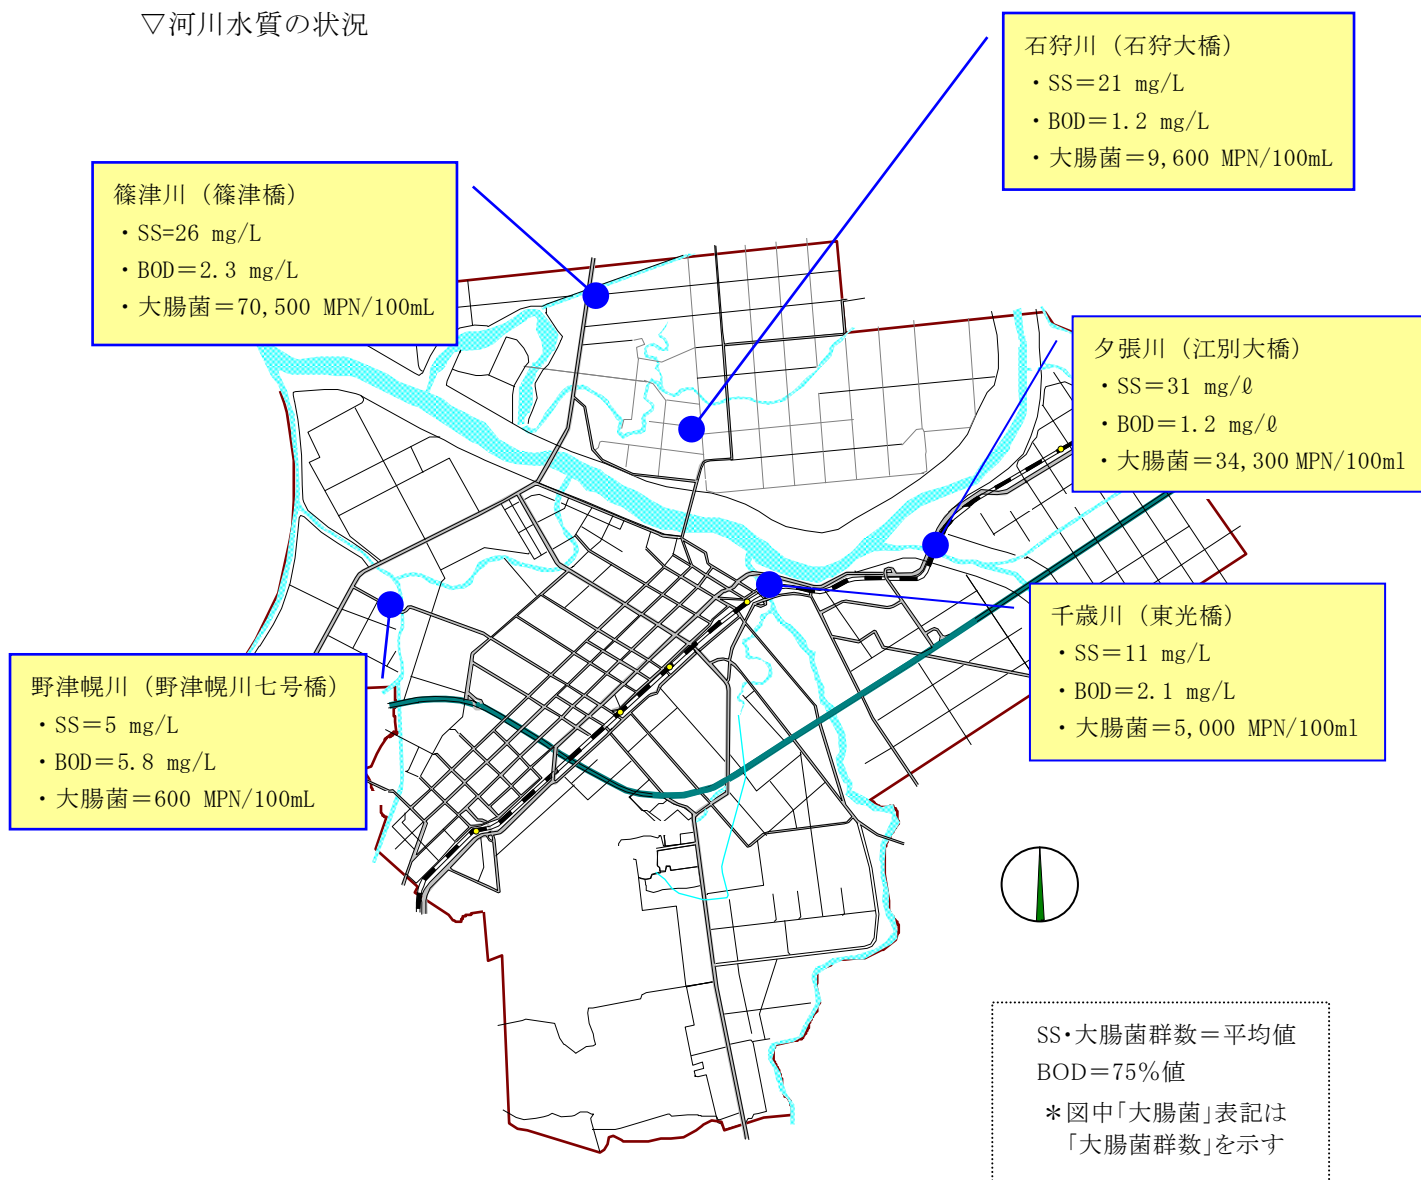 ▽河川水質の状況
石狩川（石狩大橋）
・SS＝21 mg/L
・BOD＝1.2 mg/L
・大腸菌＝9,600 MPN/100mL
篠津川（篠津橋）
・SS=26 mg/L
・BOD＝2.3 mg/L
・大腸菌＝70,500 MPN/100mL
夕張川（江別大橋）
・SS＝31 mg/ℓ
・BOD＝1.2 mg/ℓ
・大腸菌＝34,300 MPN/100ml
千歳川（東光橋）
・SS＝11 mg/L
・BOD＝2.1 mg/L
・大腸菌＝5,000 MPN/100ml
野津幌川（野津幌川七号橋）
・SS＝5 mg/L
・BOD＝5.8 mg/L
・大腸菌＝600 MPN/100mL
SS・大腸菌群数＝平均値
BOD＝75％値
＊図中「大腸菌」表記は
「大腸菌群数」を示す